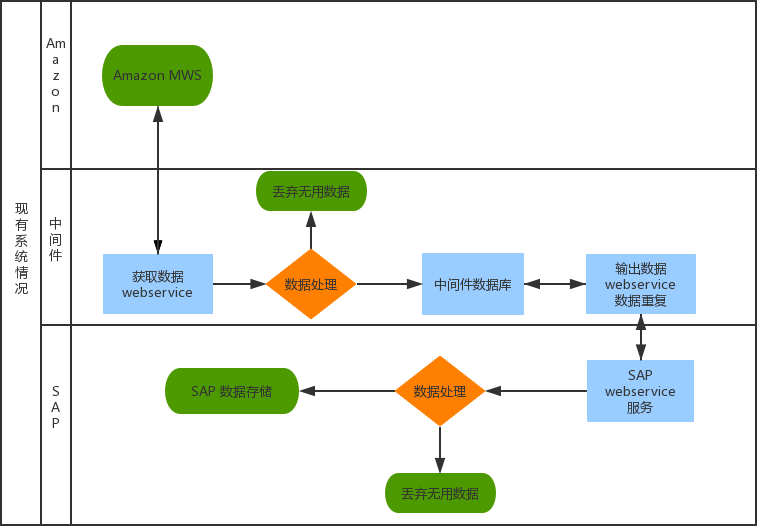 现有系统情况
Amazon
Amazon MWS
中间件
丢弃无用数据
获取数据
webservice
数据处理
中间件数据库
输出数据
webservice
数据重复
SAP
SAP 数据存储
数据处理
SAP
webservice
服务
丢弃无用数据